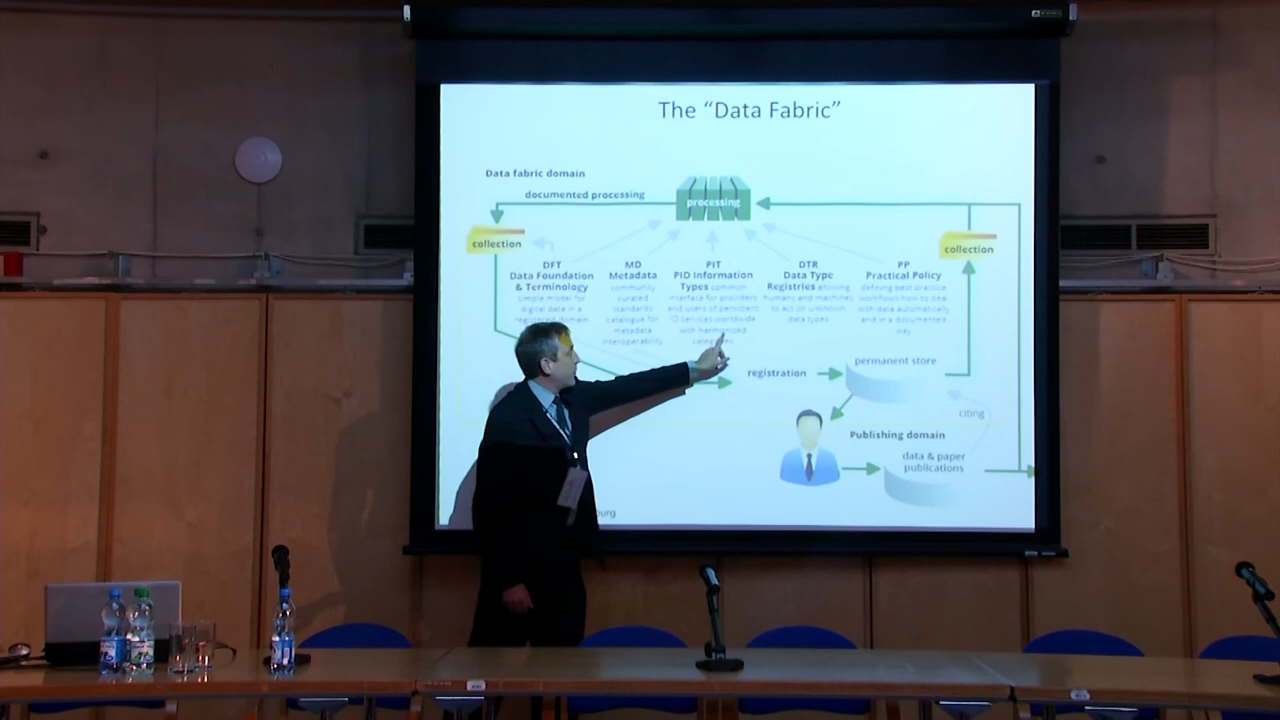 The “Data Fabric”
Data fabric domain
documented processing
processing
collection
collection
DFT
Data Foundation
& Terminology
simple model for
digital data in a
registered domain
MD
Metadata
community
curated
standards
catalogue for
metadata
interoperability
PIT
PID Information
Types common
interface for providers
and users of persistent
ID services worldwide
with harmonized
DTR
Data Type
Registries allowing
humans and machines
to act on unknown
data types
PP
Practical Policy
defining best practice
workflows how to deal
with data automatically
and in a documented
way
registration
permanent store
citing
Publishing domain
data & paper
publications
burg